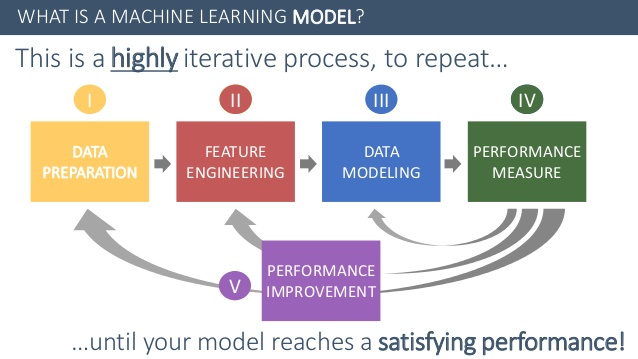 WHAT IS A MACHINE LEARNING MODEL?
This is a highly iterative process, to repeat...
I
II
III
IV
DATA
PREPARATION
FEATURE
ENGINEERING
DATA
MODELING
PERFORMANCE
MEASURE
V
PERFORMANCE
IMPROVEMENT
...until your model reaches a satisfying performance!